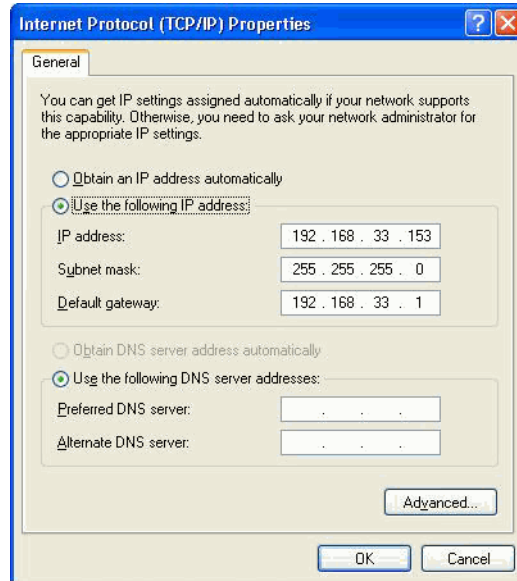 Internet Protocol (TCP/IP) Properties
General
You can get IP settings assigned automatically if your network supports
this capability. Otherwise, you need to ask your network administrator for
the appropriate IP settings.
Obtain an IP address automatically
Use the following IP address:
IP address: 192 . 168 . 33 . 153
Subnet mask: 255 . 255 . 255 . 0
Default gateway: 192 . 168 . 33 . 1
Obtain DNS server address automatically
Use the following DNS server addresses:
Preferred DNS server: . . .
Alternate DNS server: . . .
Advanced...
OK Cancel